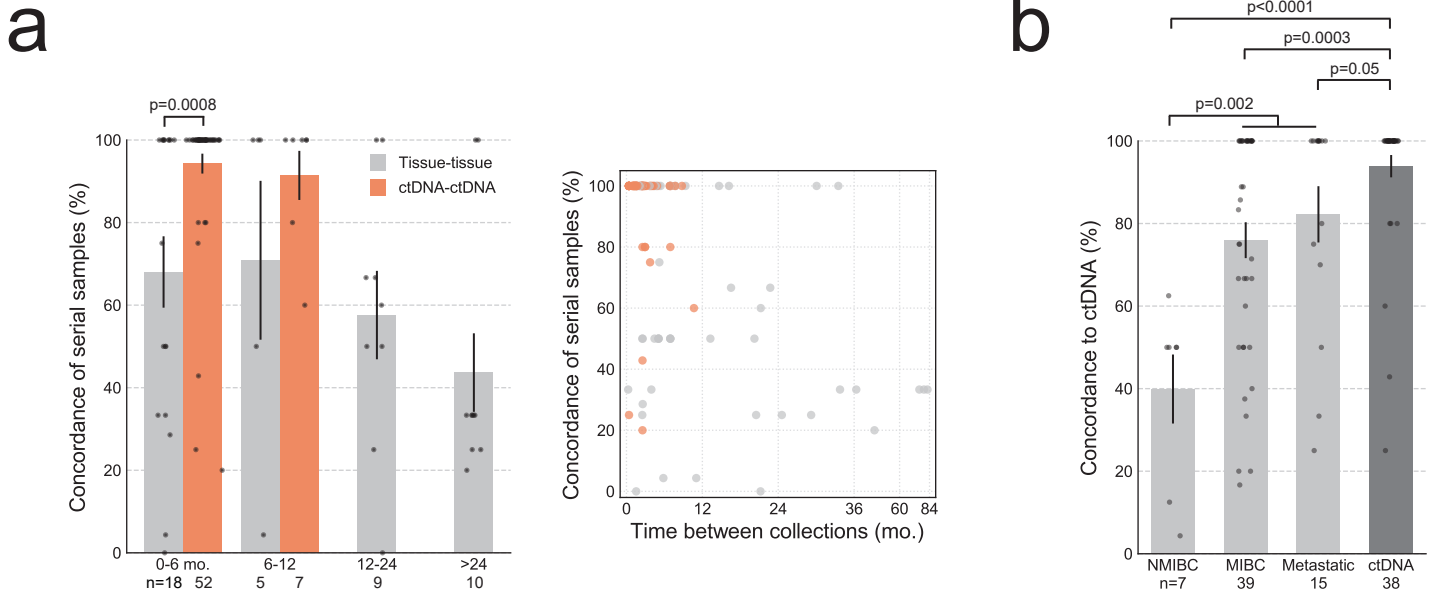 a
p=0.0008
Concordance of serial samples (%)
100
80
60
40
20
0
Tissue-tissue
ctDNA-ctDNA
0-6 mo. 6-12 12-24 >24
n=18 52 5 7 9 10
Concordance of serial samples (%)
100
80
60
40
20
0
0 12 24 36 60 84
Time between collections (mo.)
b
p<0.0001
p=0.0003
p=0.05
p=0.002
Concordance to ctDNA (%)
100
80
60
40
20
0
NMIBC MIBC Metastatic ctDNA
n=7 39 15 38